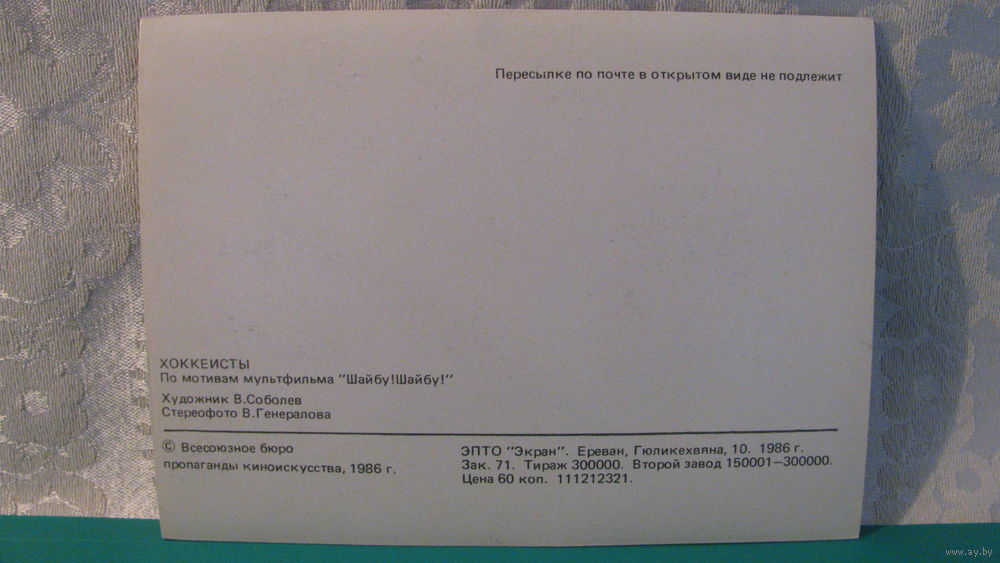 Пересылке по почте в открытом виде не подлежит
ХОККЕИСТЫ
По мотивам мультфильма "Шайбу!Шайбу!"
Художник В.Соболев
Стереофото В.Генералова
© Всесоюзное бюро
пропаганды киноискусства, 1986 г.
ЭПТО "Экран". Ереван, Гюликехвяна, 10. 1986 г.
Зак. 71. Тираж 300000. Второй завод 150001—300000.
Цена 60 коп. 111212321.
www.ay.by